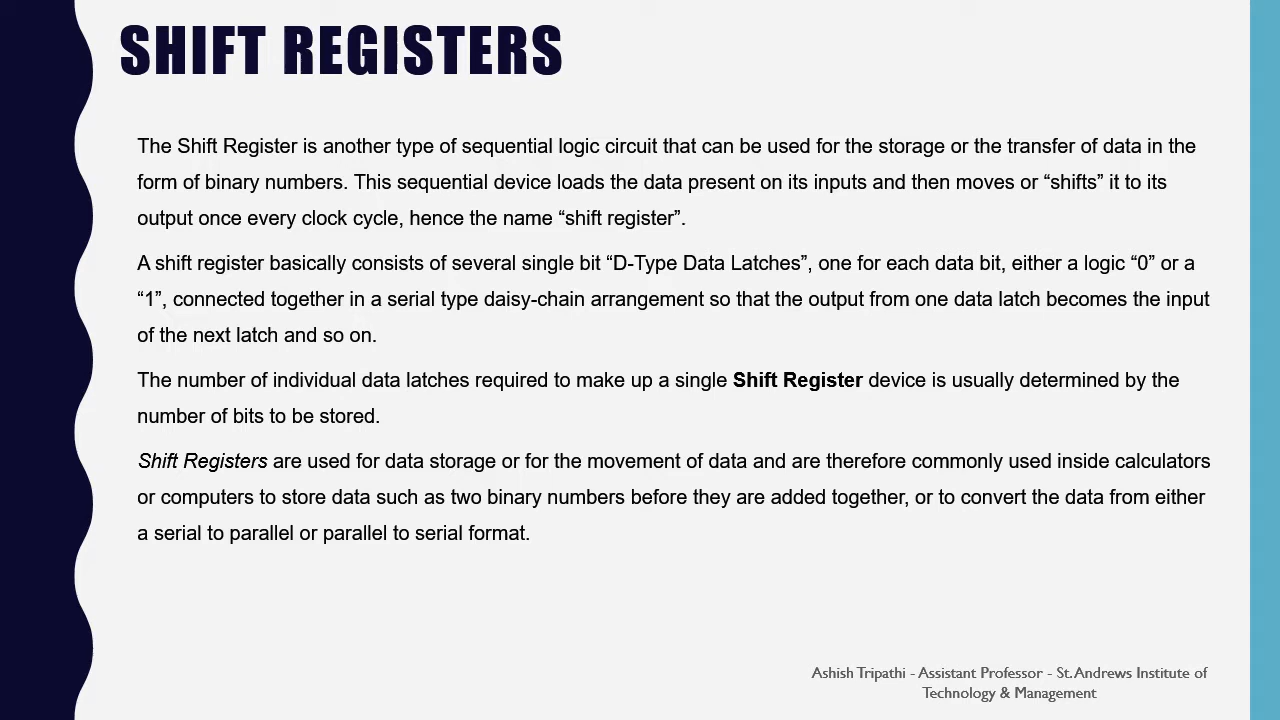 SHIFT REGISTERS
The Shift Register is another type of sequential logic circuit that can be used for the storage or the transfer of data in the
form of binary numbers. This sequential device loads the data present on its inputs and then moves or “shifts” it to its
output once every clock cycle, hence the name “shift register”.
A shift register basically consists of several single bit “D-Type Data Latches”, one for each data bit, either a logic “0” or a
“1”, connected together in a serial type daisy-chain arrangement so that the output from one data latch becomes the input
of the next latch and so on.
The number of individual data latches required to make up a single Shift Register device is usually determined by the
number of bits to be stored.
Shift Registers are used for data storage or for the movement of data and are therefore commonly used inside calculators
or computers to store data such as two binary numbers before they are added together, or to convert the data from either
a serial to parallel or parallel to serial format.
Ashish Tripathi - Assistant Professor - St. Andrews Institute of
Technology & Management